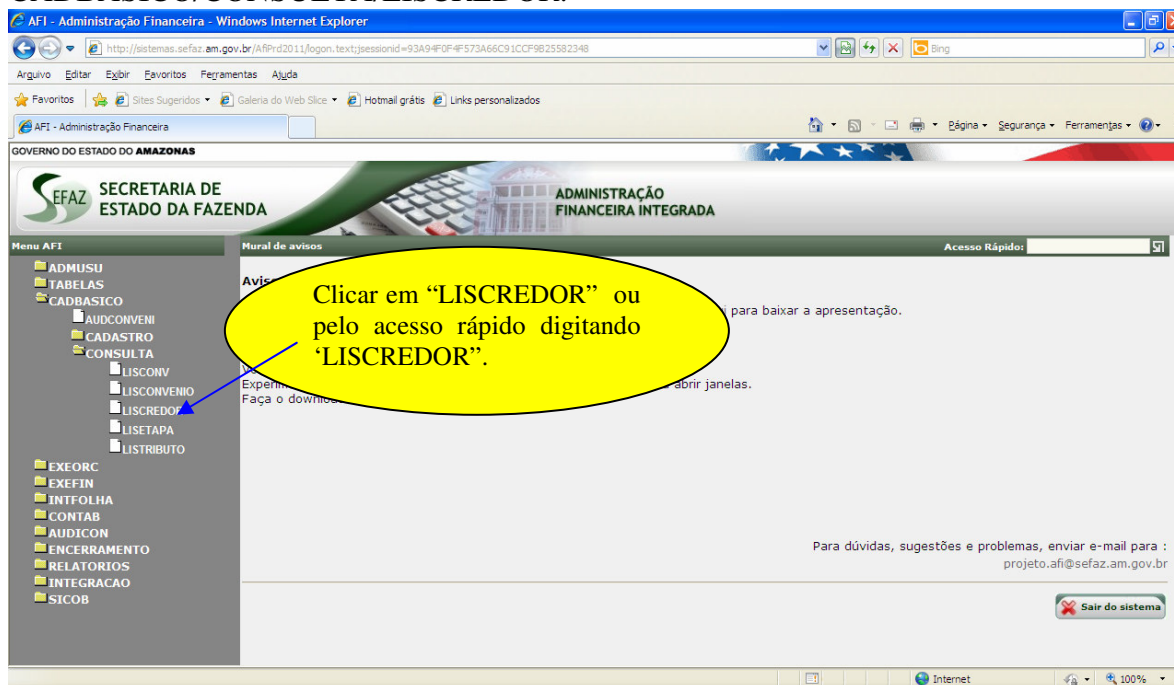 CADBASICO/CONSULTA/LISCREDOR.
AFI - Administração Financeira - Windows Internet Explorer
http://sistemas.sefaz.am.gov.br/AfiPrd2011/logon.text;jsessionid=93A94F0F4F573A66C91CCF9B25582348
Bing
Arquivo Editar Exibir Favoritos Ferramentas Ajuda
Favoritos Sites Sugeridos Galeria do Web Slice Hotmail grátis Links personalizados
AFI - Administração Financeira
Página Segurança Ferramentas
GOVERNO DO ESTADO DO AMAZONAS
SEFAZ SECRETARIA DE
ESTADO DA FAZENDA
ADMINISTRAÇÃO
FINANCEIRA INTEGRADA
Menu AFI
Mural de avisos
Acesso Rápido:
ADMUSU
TABELAS
CADBASICO
AUDCONVENI
CADASTRO
CONSULTA
LISCONV
LISCONVENIO
LISCREDOR
LISETAPA
LISTRIBUTO
EXEORC
EXEFIN
INTFOLHA
CONTAB
AUDICON
ENCERRAMENTO
RELATORIOS
INTEGRACAO
SICOB
Clicar em “LISCREDOR” ou
pelo acesso rápido digitando
‘LISCREDOR”.
para baixar a apresentação.
abrir janelas.
Faça o
Para dúvidas, sugestões e problemas, enviar e-mail para :
projeto.afi@sefaz.am.gov.br
Sair do sistema
Internet
100%